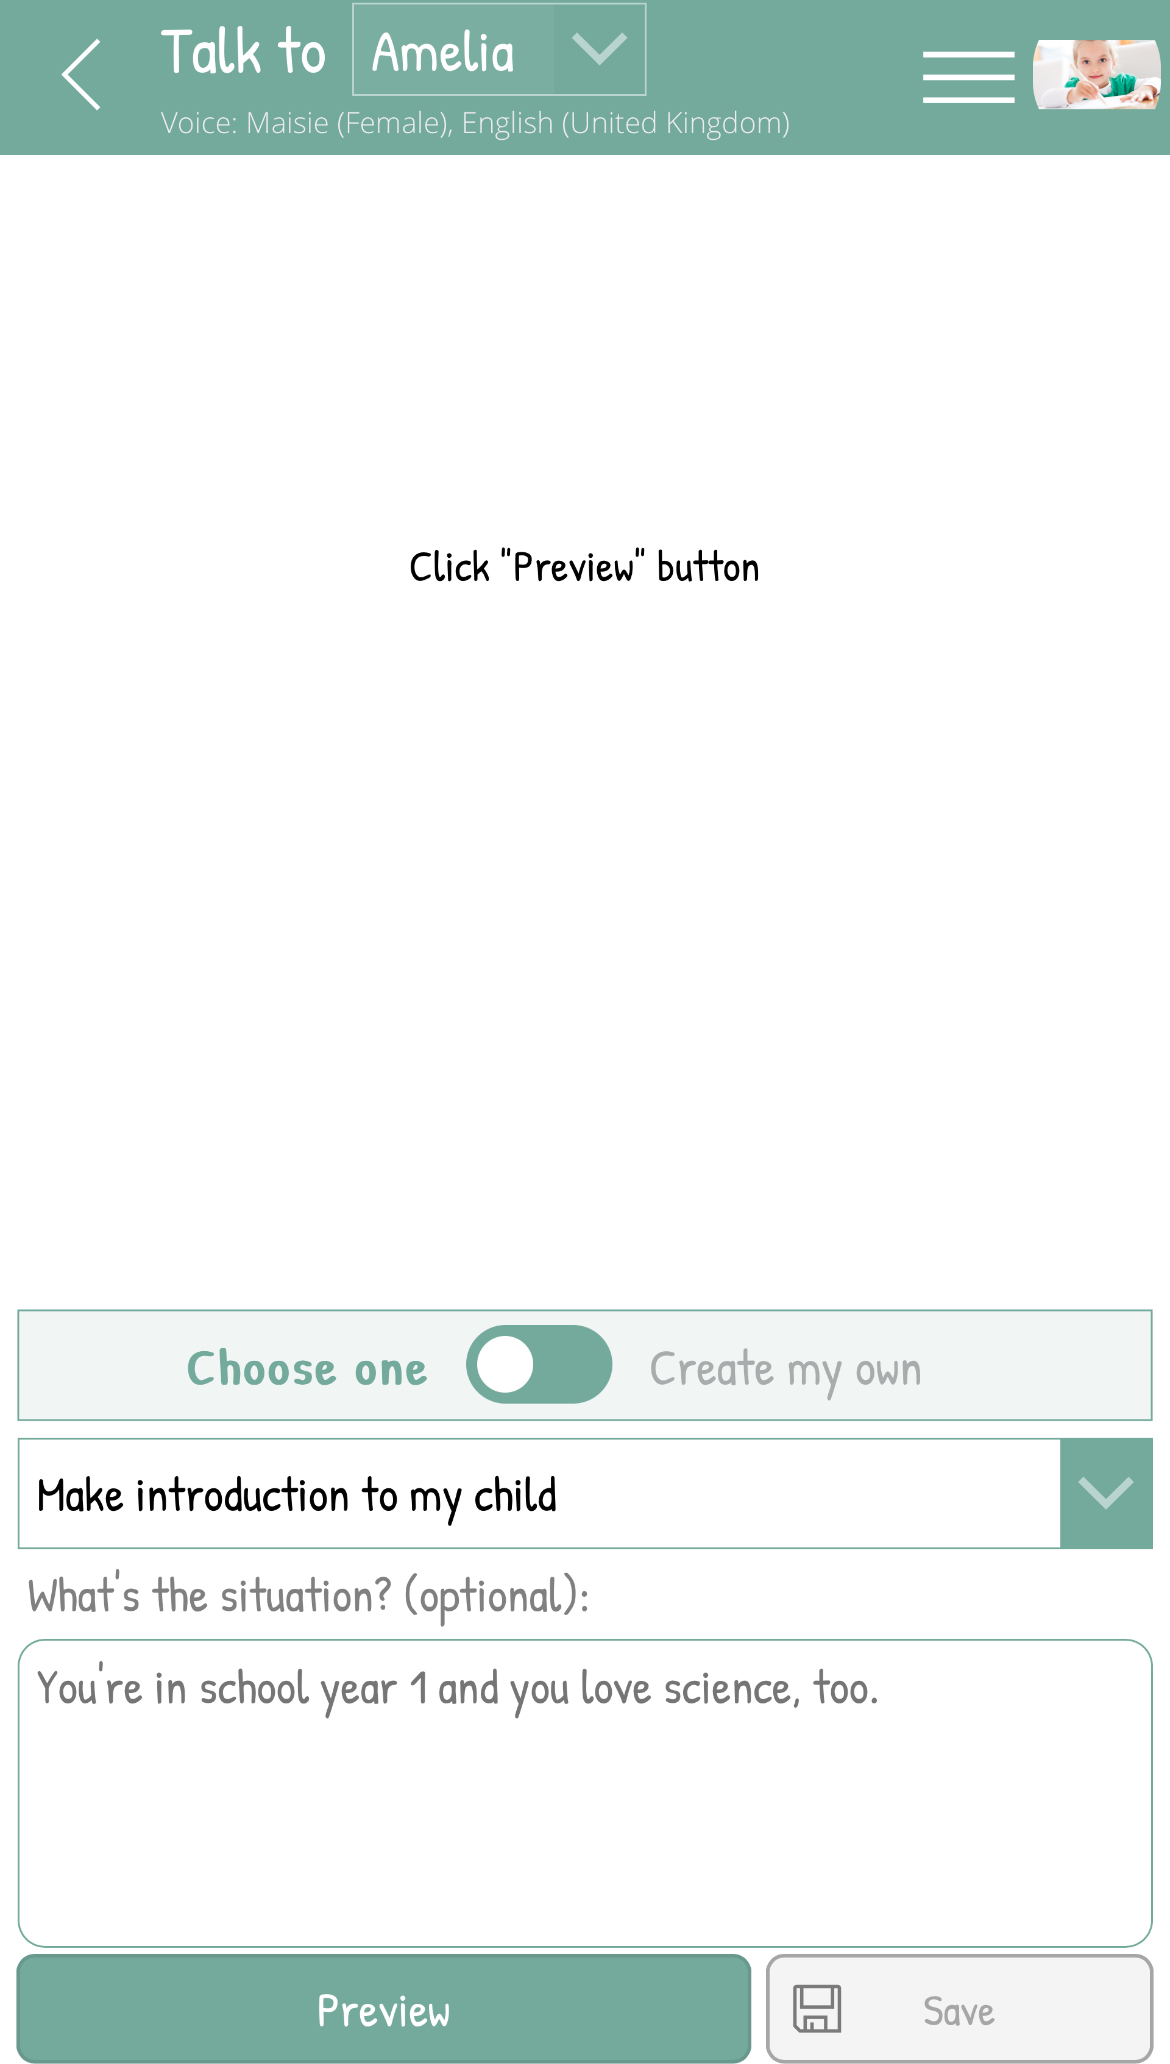 Talk to Amelia
Voice: Maisie (Female), English (United Kingdom)
Click "Preview" button
Choose one Create my own
Make introduction to my child
What's the situation? (optional):
You're in school year 1 and you love science, too.
Preview Save